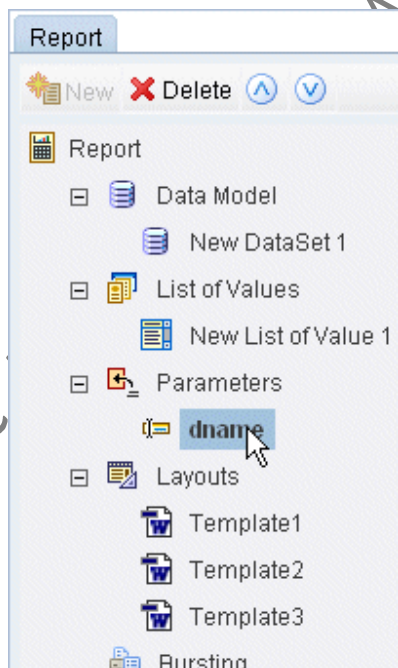 Report
New Delete
Report
Data Model
New DataSet 1
List of Values
New List of Value 1
Parameters
dname
Layouts
Template1
Template2
Template3
Bursting